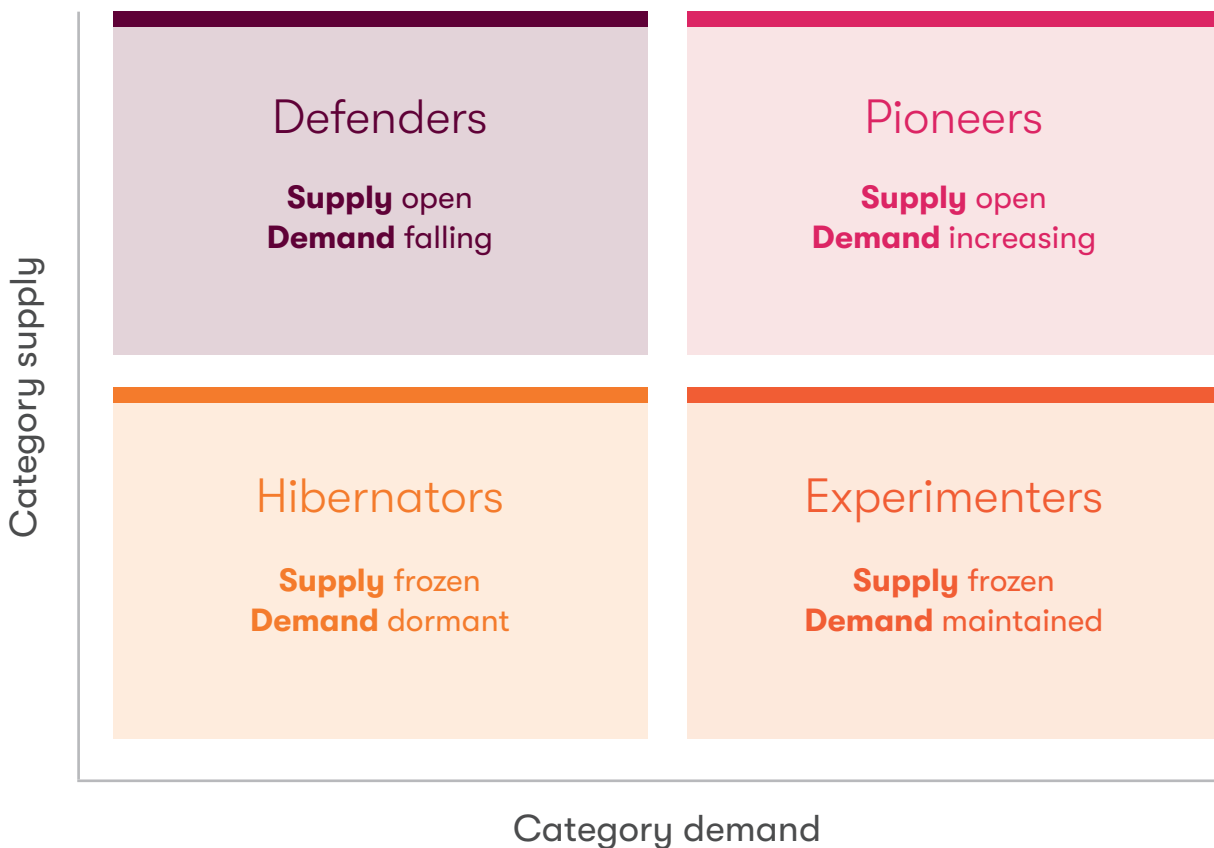 Category supply
Defenders
Supply open
Demand falling
Pioneers
Supply open
Demand increasing
Hibernators
Supply frozen
Demand dormant
Experimenters
Supply frozen
Demand maintained
Category demand